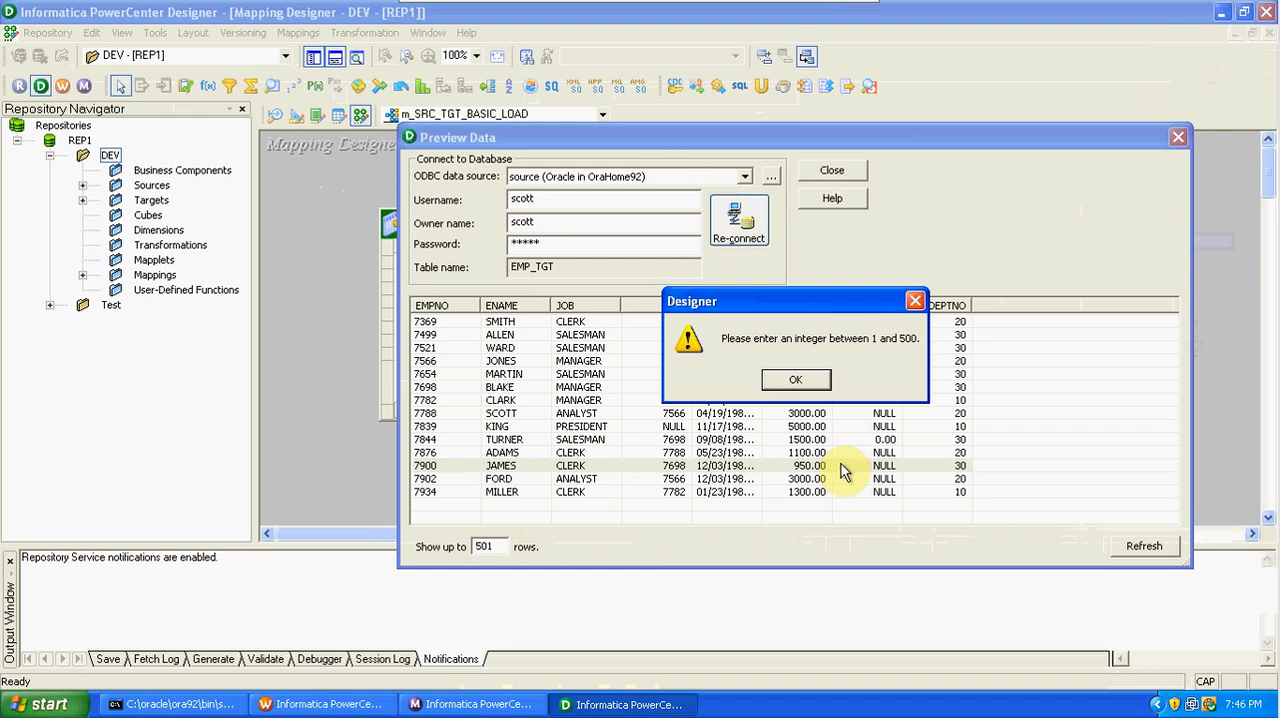 Informatica PowerCenter Designer - [Mapping Designer - DEV - [REP1]]
Repository Edit View Tools Layout Versioning Mappings Transformation Window Help
DEV - [REP1]
100%
Repository Navigator
m_SRC_TGT_BASIC_LOAD
Repositories
REP1
DEV
Business Components
Sources
Targets
Cubes
Dimensions
Transformations
Mapplets
Mappings
User-Defined Functions
Test
Mapping Designe
Preview Data
Connect to Database
ODBC data source: source (Oracle in OraHome92) ...
Username: scott
Owner name: scott
Password: *****
Table name: EMP_TGT
Re-connect
Close
Help
EMPNO ENAME JOB DEPTNO
7369 SMITH CLERK 20
7499 ALLEN SALESMAN 30
7521 WARD SALESMAN 30
7566 JONES MANAGER 20
7654 MARTIN SALESMAN 30
7698 BLAKE MANAGER 30
7782 CLARK MANAGER 10
7788 SCOTT ANALYST 7566 04/19/198... 3000.00 NULL 20
7839 KING PRESIDENT NULL 11/17/198... 5000.00 NULL 10
7844 TURNER SALESMAN 7698 09/08/198... 1500.00 0.00 30
7876 ADAMS CLERK 7788 05/23/198... 1100.00 NULL 20
7900 JAMES CLERK 7698 12/03/198... 950.00 NULL 30
7902 FORD ANALYST 7566 12/03/198... 3000.00 NULL 20
7934 MILLER CLERK 7782 01/23/198... 1300.00 NULL 10
Designer
Please enter an integer between 1 and 500.
OK
Show up to 501 rows.
Refresh
Output Window
Repository Service notifications are enabled.
Save Fetch Log Generate Validate Debugger Session Log Notifications
Ready
CAP
start
C:\oracle\ora92\bin\s...
Informatica PowerCe...
Informatica PowerCe...
Informatica PowerCe...
7:46 PM